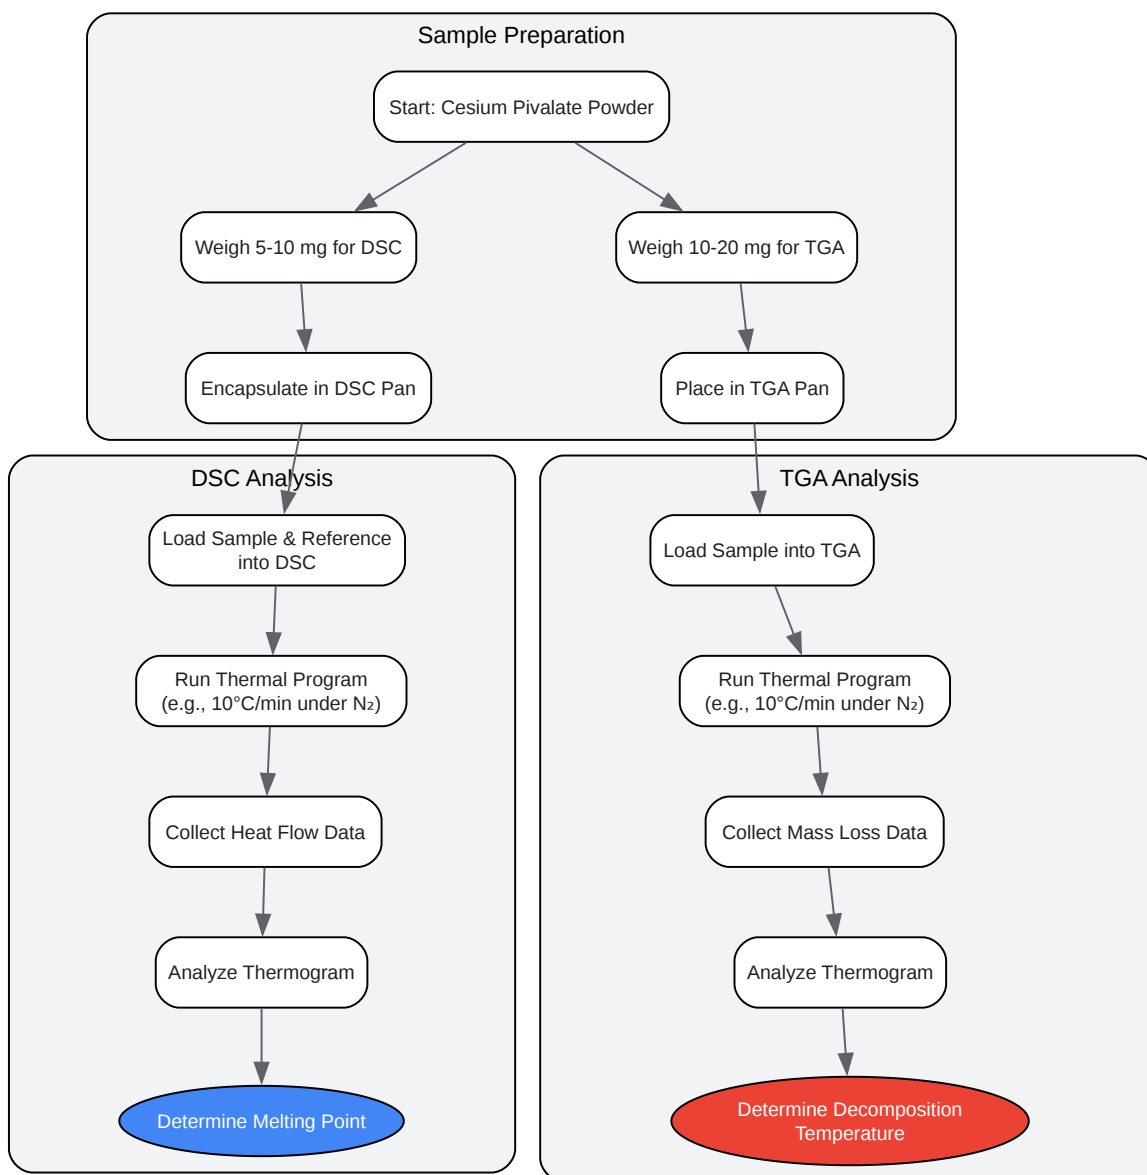 Sample Preparation
Start: Cesium Pivalate Powder
Weigh 5-10 mg for DSC
Weigh 10-20 mg for TGA
Encapsulate in DSC Pan
Place in TGA Pan
DSC Analysis
Load Sample & Reference
into DSC
Run Thermal Program
(e.g., 10°C/min under N₂)
Collect Heat Flow Data
Analyze Thermogram
Determine Melting Point
TGA Analysis
Load Sample into TGA
Run Thermal Program
(e.g., 10°C/min under N₂)
Collect Mass Loss Data
Analyze Thermogram
Determine Decomposition
Temperature